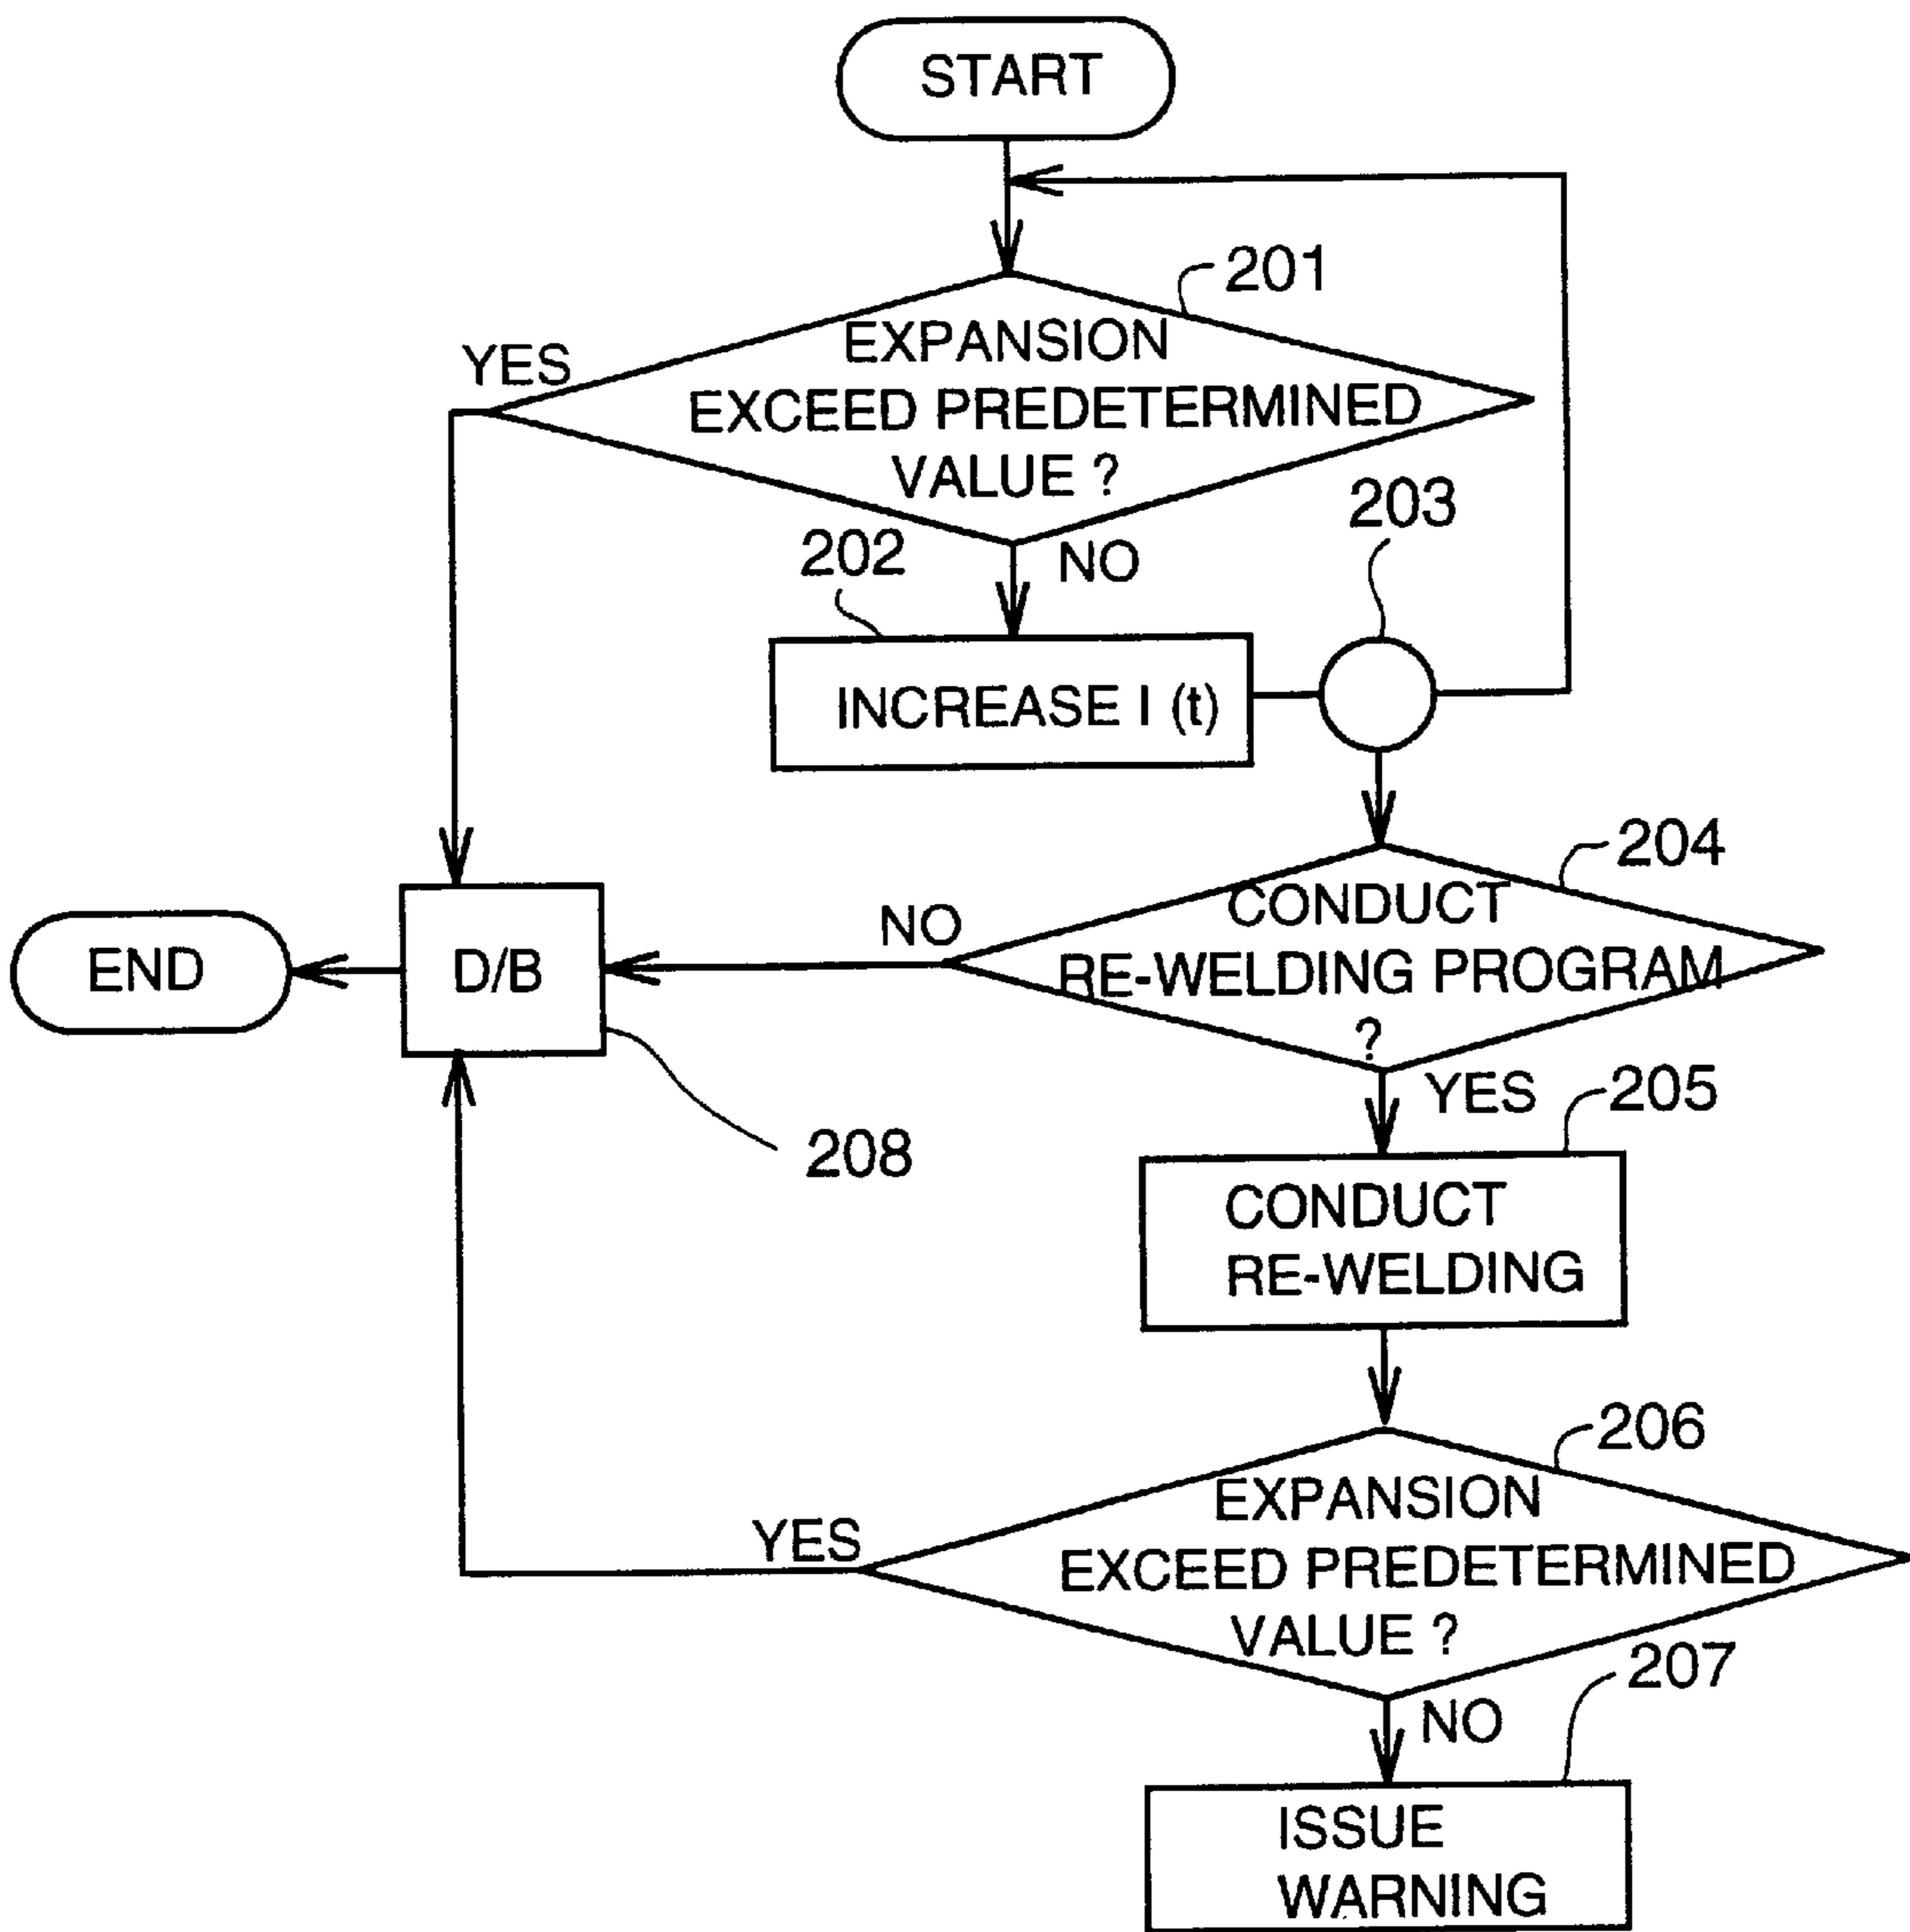 START
201
EXPANSION
EXCEED PREDETERMINED
VALUE ?
YES
NO
202
203
INCREASE I (t)
204
CONDUCT
RE-WELDING PROGRAM
?
NO
D/B
END
YES
205
208
CONDUCT
RE-WELDING
206
EXPANSION
EXCEED PREDETERMINED
VALUE ?
YES
207
NO
ISSUE
WARNING